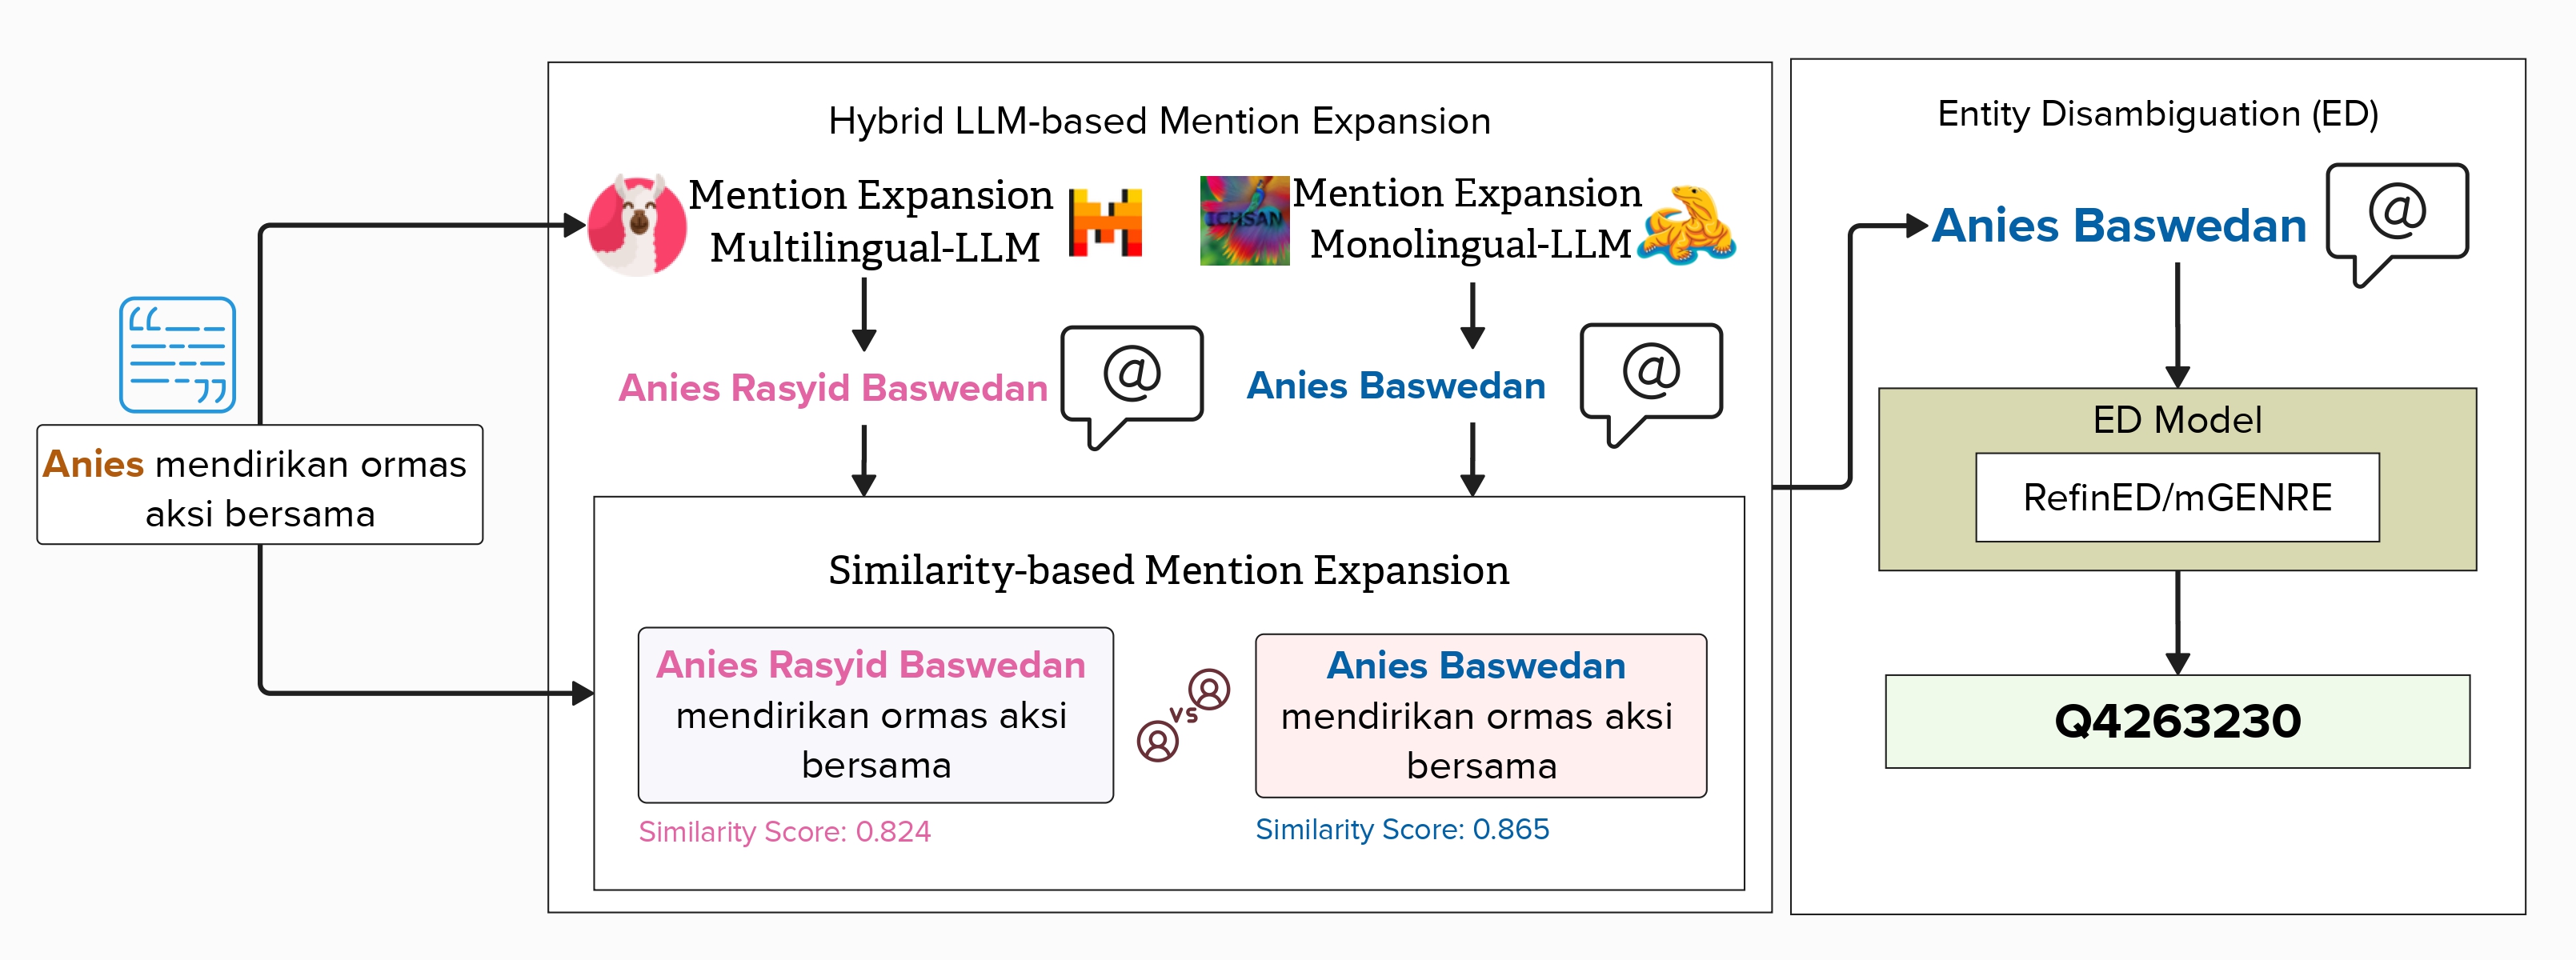 Anies mendirikan ormas
aksi bersama
Hybrid LLM-based Mention Expansion
Mention Expansion
Multilingual-LLM
ICHSAN
Mention Expansion
Monolingual-LLM
Anies Rasyid Baswedan
@
Anies Baswedan
@
Similarity-based Mention Expansion
Anies Rasyid Baswedan
mendirikan ormas aksi
bersama
Similarity Score: 0.824
vs
Anies Baswedan
mendirikan ormas aksi
bersama
Similarity Score: 0.865
Entity Disambiguation (ED)
Anies Baswedan
@
ED Model
RefinED/mGENRE
Q4263230